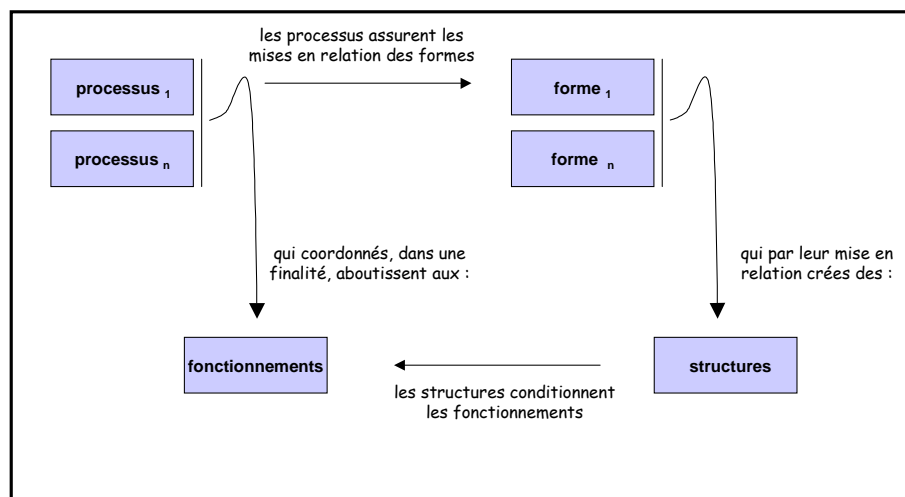 les processus assurent les
mises en relation des formes
processus 1
forme 1
processus n
forme n
qui coordonnés, dans une
finalité, aboutissent aux :
qui par leur mise en
relation crées des :
fonctionnements
structures
les structures conditionnent
les fonctionnements